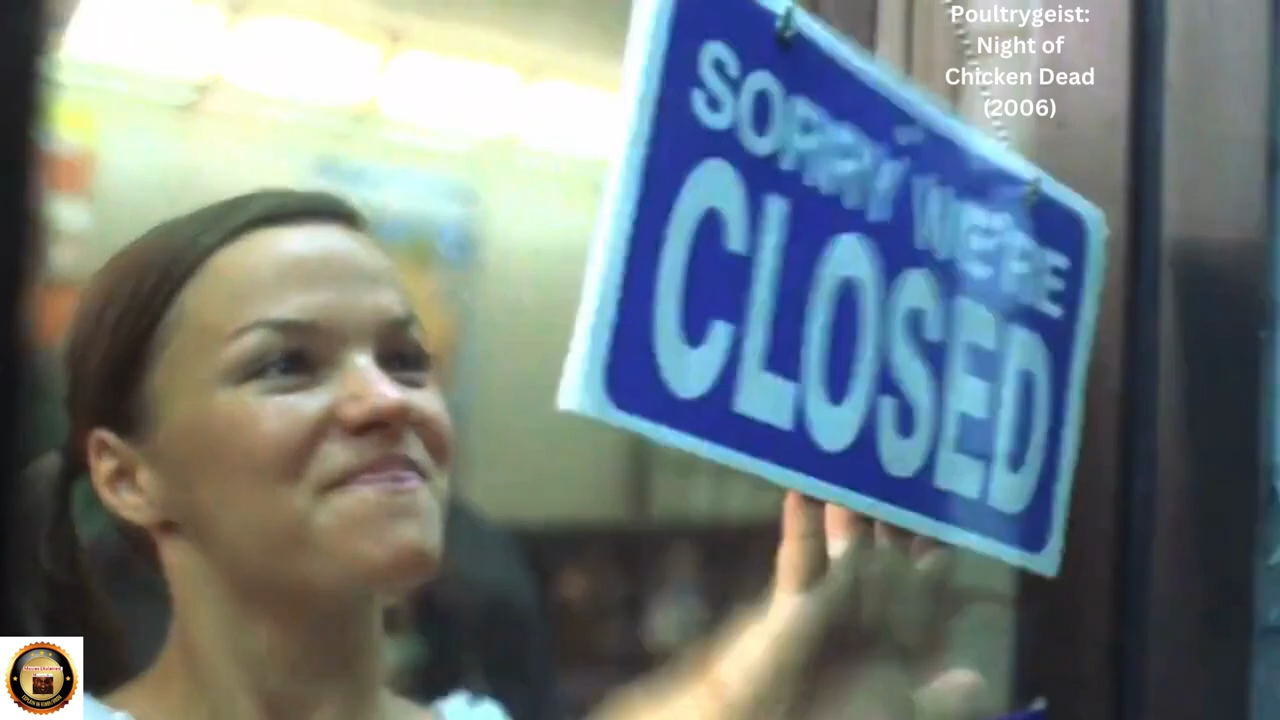 Poultrygeist:
Night of
Chicken Dead
(2006)
SORRY WE'RE
CLOSED